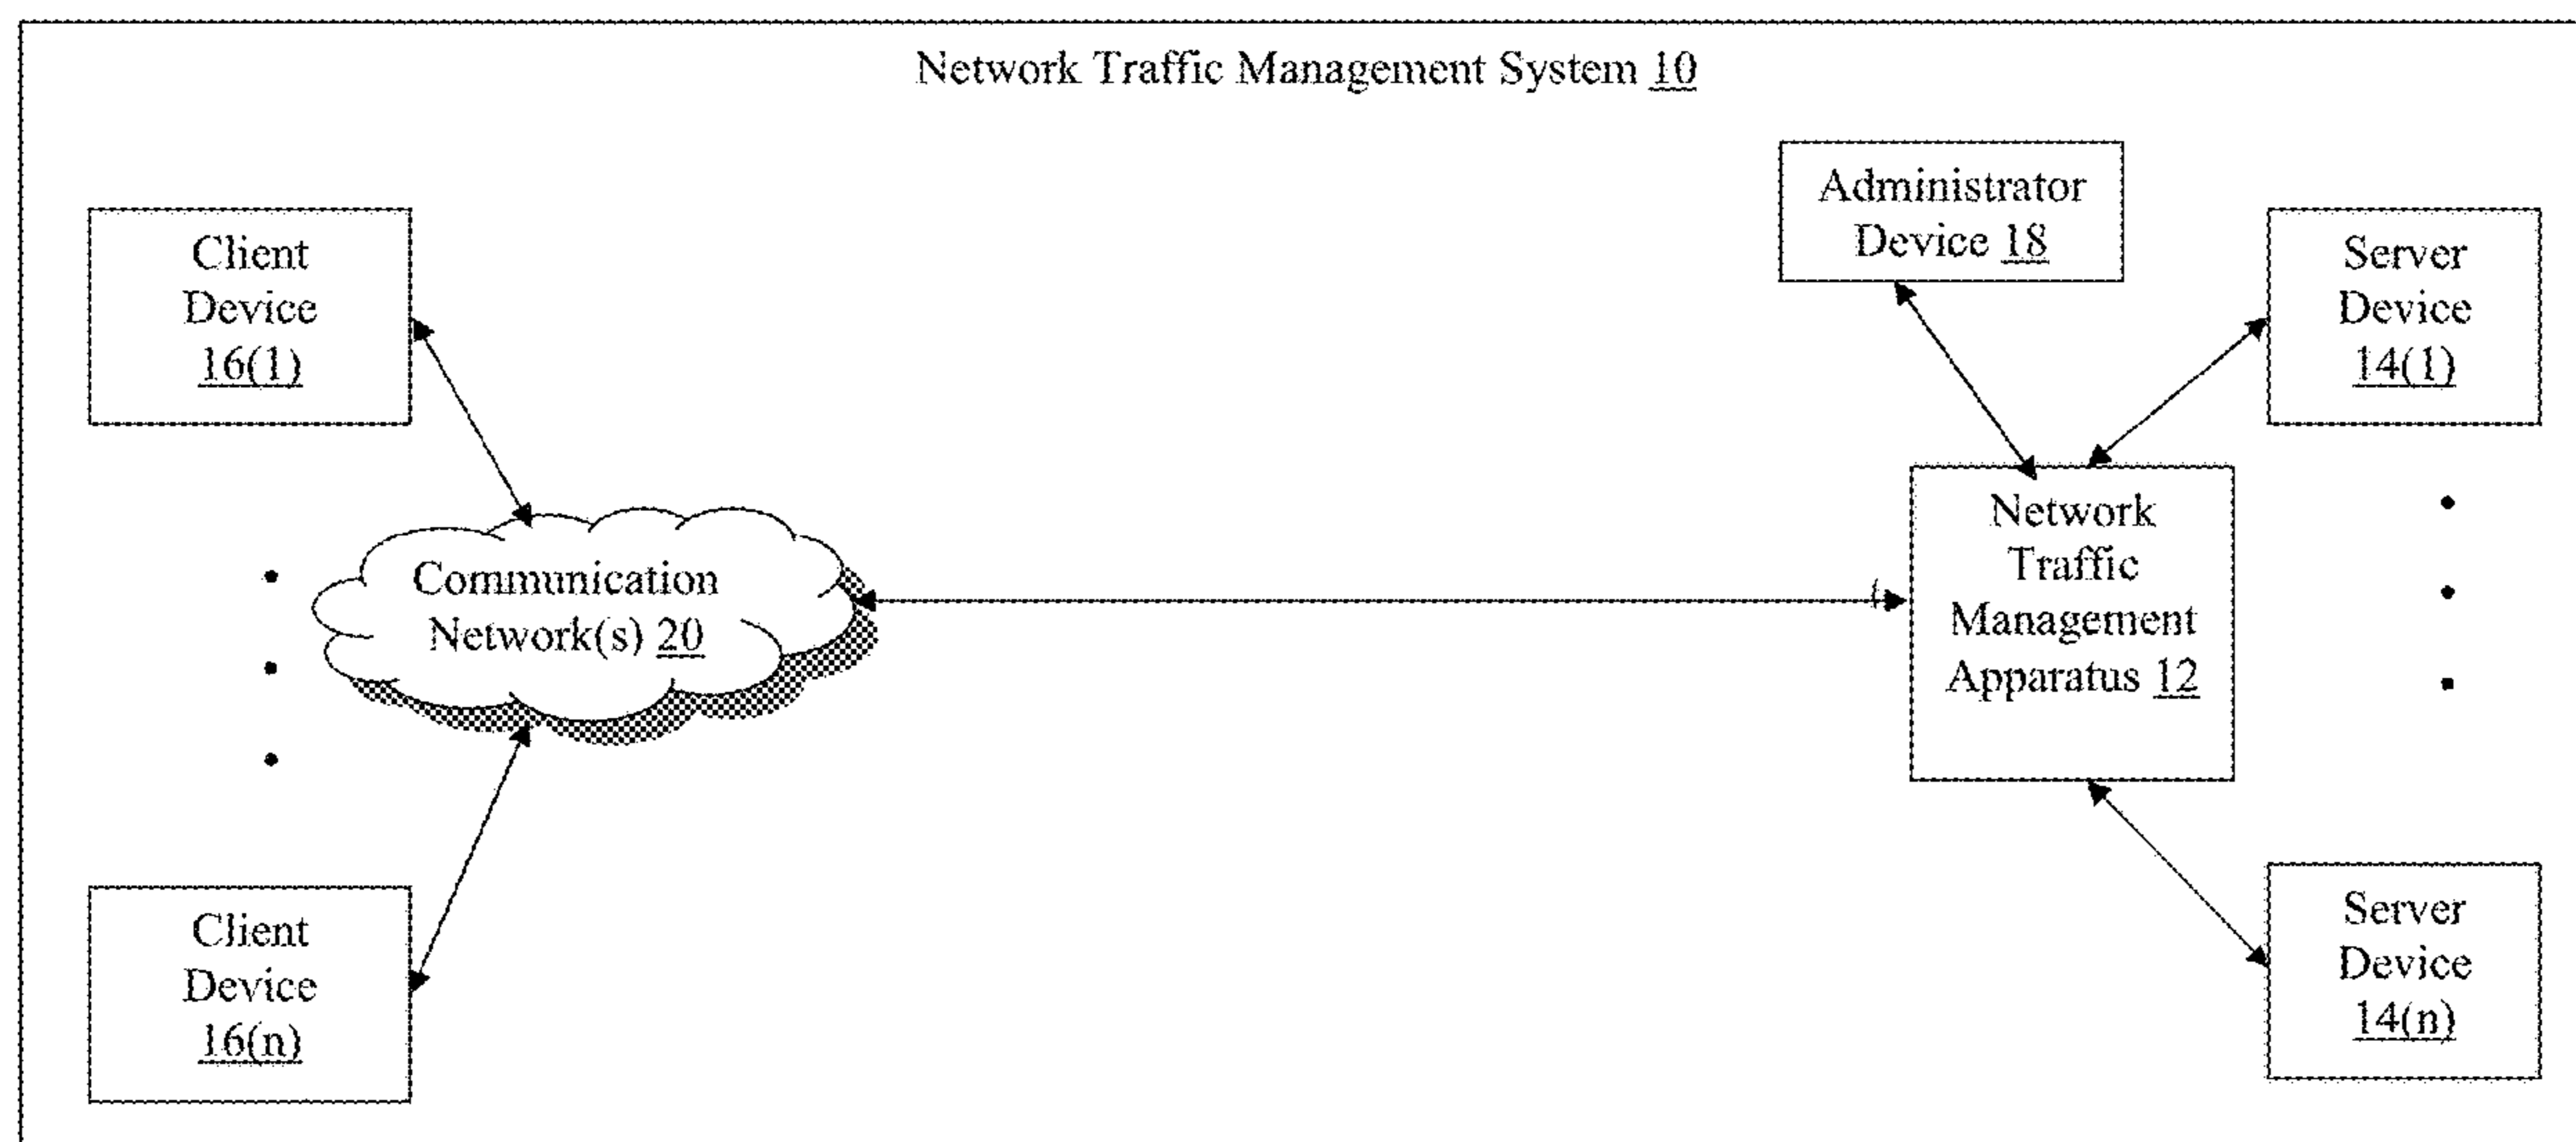 Network Traffic Management System 10
Client
Device
16(1)
Administrator
Device 18
Server
Device
14(1)
Communication
Network(s) 20
Network
Traffic
Management
Apparatus 12
Client
Device
16(n)
Server
Device
14(n)